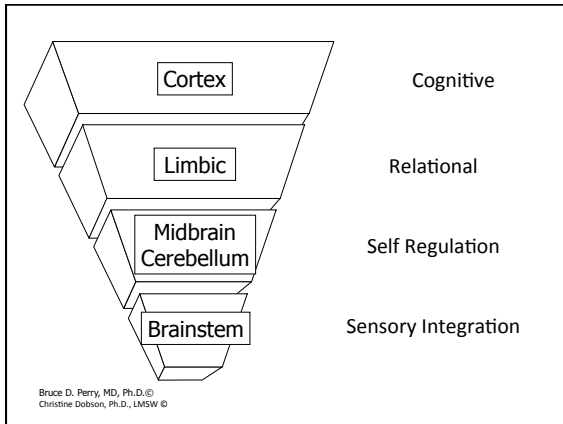 Cortex
Cognitive
Limbic
Relational
Midbrain
Cerebellum
Self Regulation
Brainstem
Sensory Integration
Bruce D. Perry, MD, Ph.D.©
Christine Dobson, Ph.D., LMSW ©